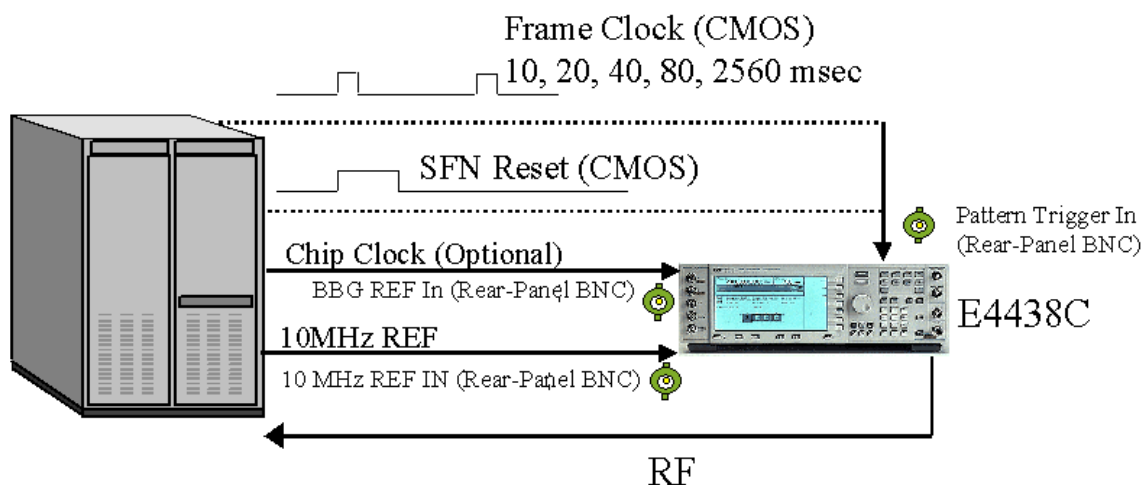 Frame Clock (CMOS)
10, 20, 40, 80, 2560 msec
SFN Reset (CMOS)
Pattern Trigger In
(Rear-Panel BNC)
Chip Clock (Optional)
BBG REF In (Rear-Panel BNC)
E4438C
10MHz REF
10 MHz REF IN (Rear-Panel BNC)
RF